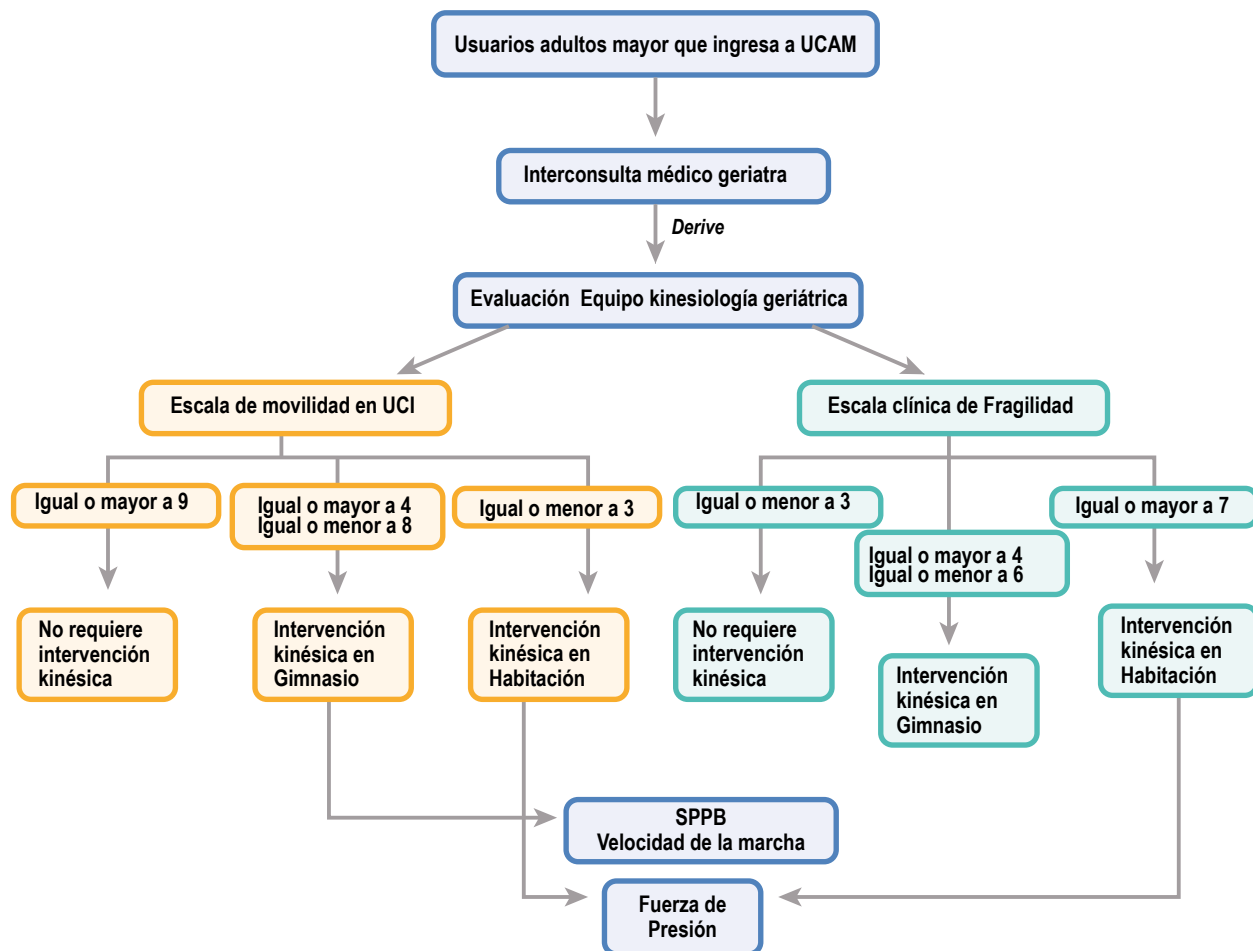 Usuarios adultos mayor que ingresa a UCAM
Interconsulta médico geriatra
Derive
Evaluación Equipo kinesiología geriátrica
Escala de movilidad en UCI
Escala clínica de Fragilidad
Igual o mayor a 9
Igual o mayor a 4
Igual o menor a 8
Igual o menor a 3
Igual o menor a 3
Igual o mayor a 4
Igual o menor a 6
Igual o mayor a 7
No requiere
intervención
kinésica
Intervención
kinésica en
Gimnasio
Intervención
kinésica en
Habitación
No requiere
intervención
kinésica
Intervención
kinésica en
Gimnasio
Intervención
kinésica en
Habitación
SPPB
Velocidad de la marcha
Fuerza de
Presión